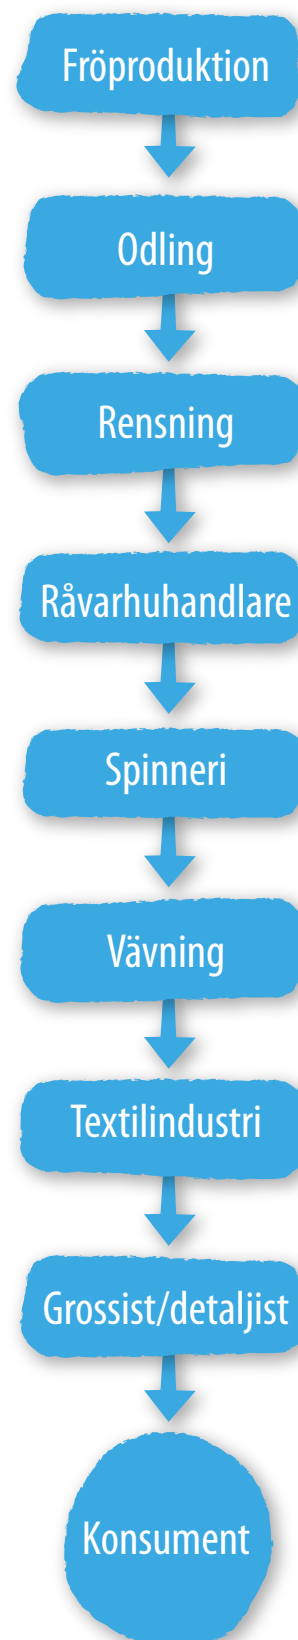 Fröproduktion
Odling
Rensning
Råvarhuhandlare
Spinneri
Vävning
Textilindustri
Grossist/detaljist
Konsument